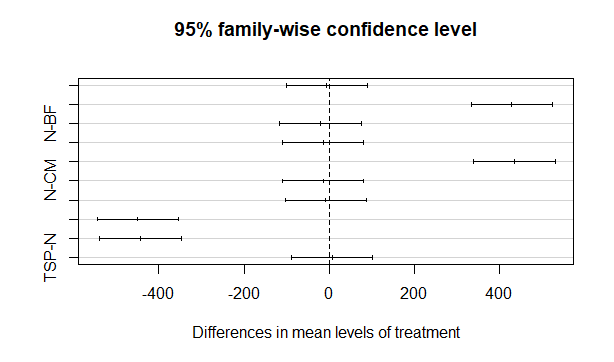 95% family-wise confidence level
N-BF
N-CM
TSP-N
-400 -200 0 200 400
Differences in mean levels of treatment